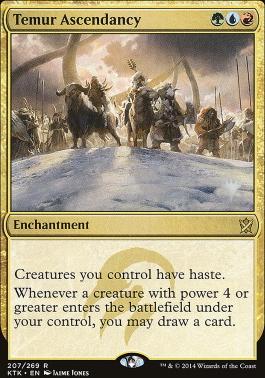 Temur Ascendancy
Enchantment
Creatures you control have haste.
Whenever a creature with power 4 or
greater enters the battlefield under
your control, you may draw a card.
207/269 R
KTK • EN Jaime Jones
™ & © 2014 Wizards of the Coast